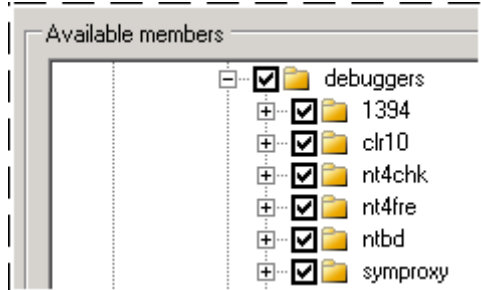 Available members
debuggers
1394
clr10
nt4chk
nt4fre
ntbd
symproxy